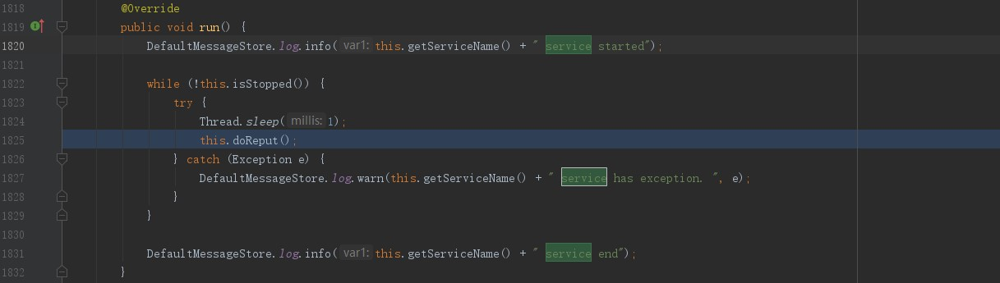 1818 @Override
1819 public void run() {
1820 DefaultMessageStore.log.info( var1: this.getServiceName() + " service started");
1821
1822 while (!this.isStopped()) {
1823 try {
1824 Thread.sleep( millis: 1);
1825 this.doReput();
1826 } catch (Exception e) {
1827 DefaultMessageStore.log.warn(this.getServiceName() + " service has exception. ", e);
1828 }
1829 }
1830
1831 DefaultMessageStore.log.info( var1: this.getServiceName() + " service end");
1832 }